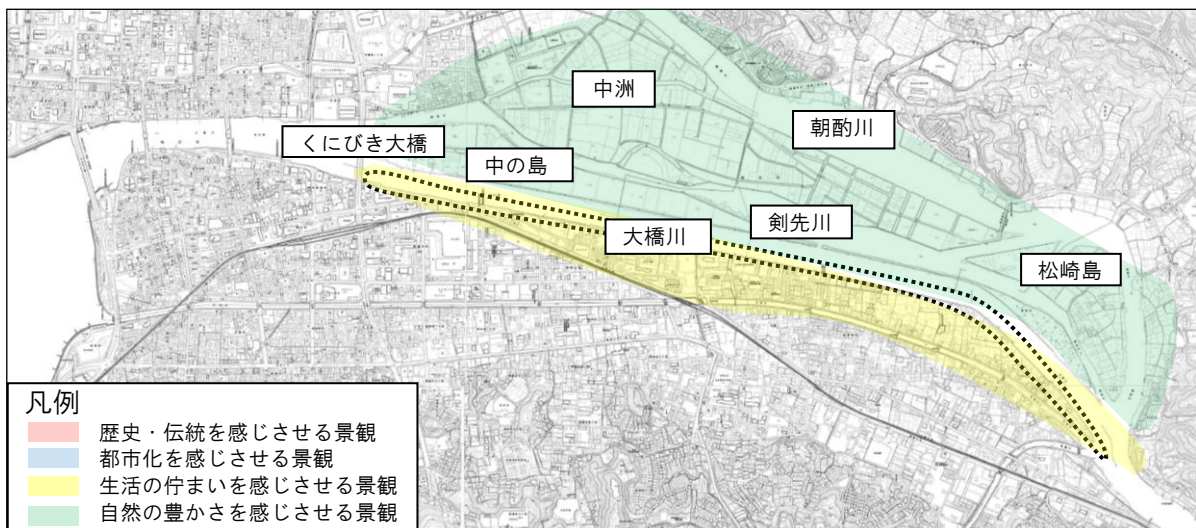 中洲
朝酌川
くにびき大橋
中の島
剣先川
大橋川
松崎島
凡例
歴史・伝統を感じさせる景観
都市化を感じさせる景観
生活の佇まいを感じさせる景観
自然の豊かさを感じさせる景観